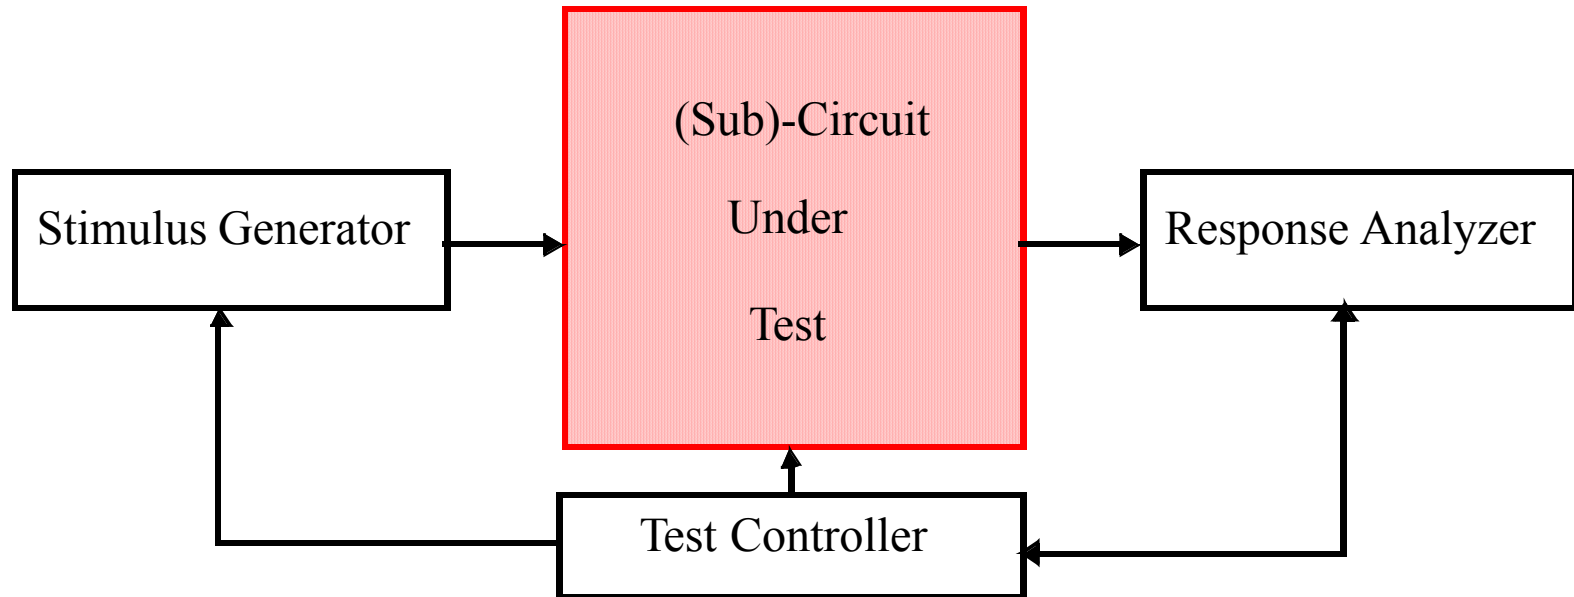 (Sub)-Circuit
Under
Test
Stimulus Generator
Response Analyzer
Test Controller